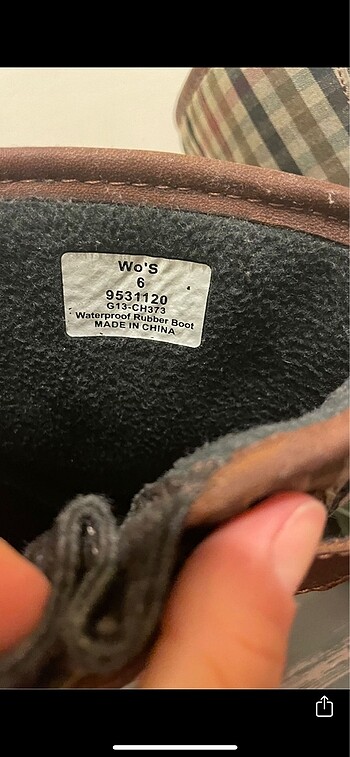 Wo'S
6
9531120
G13-CH373
Waterproof Rubber Boot
MADE IN CHINA